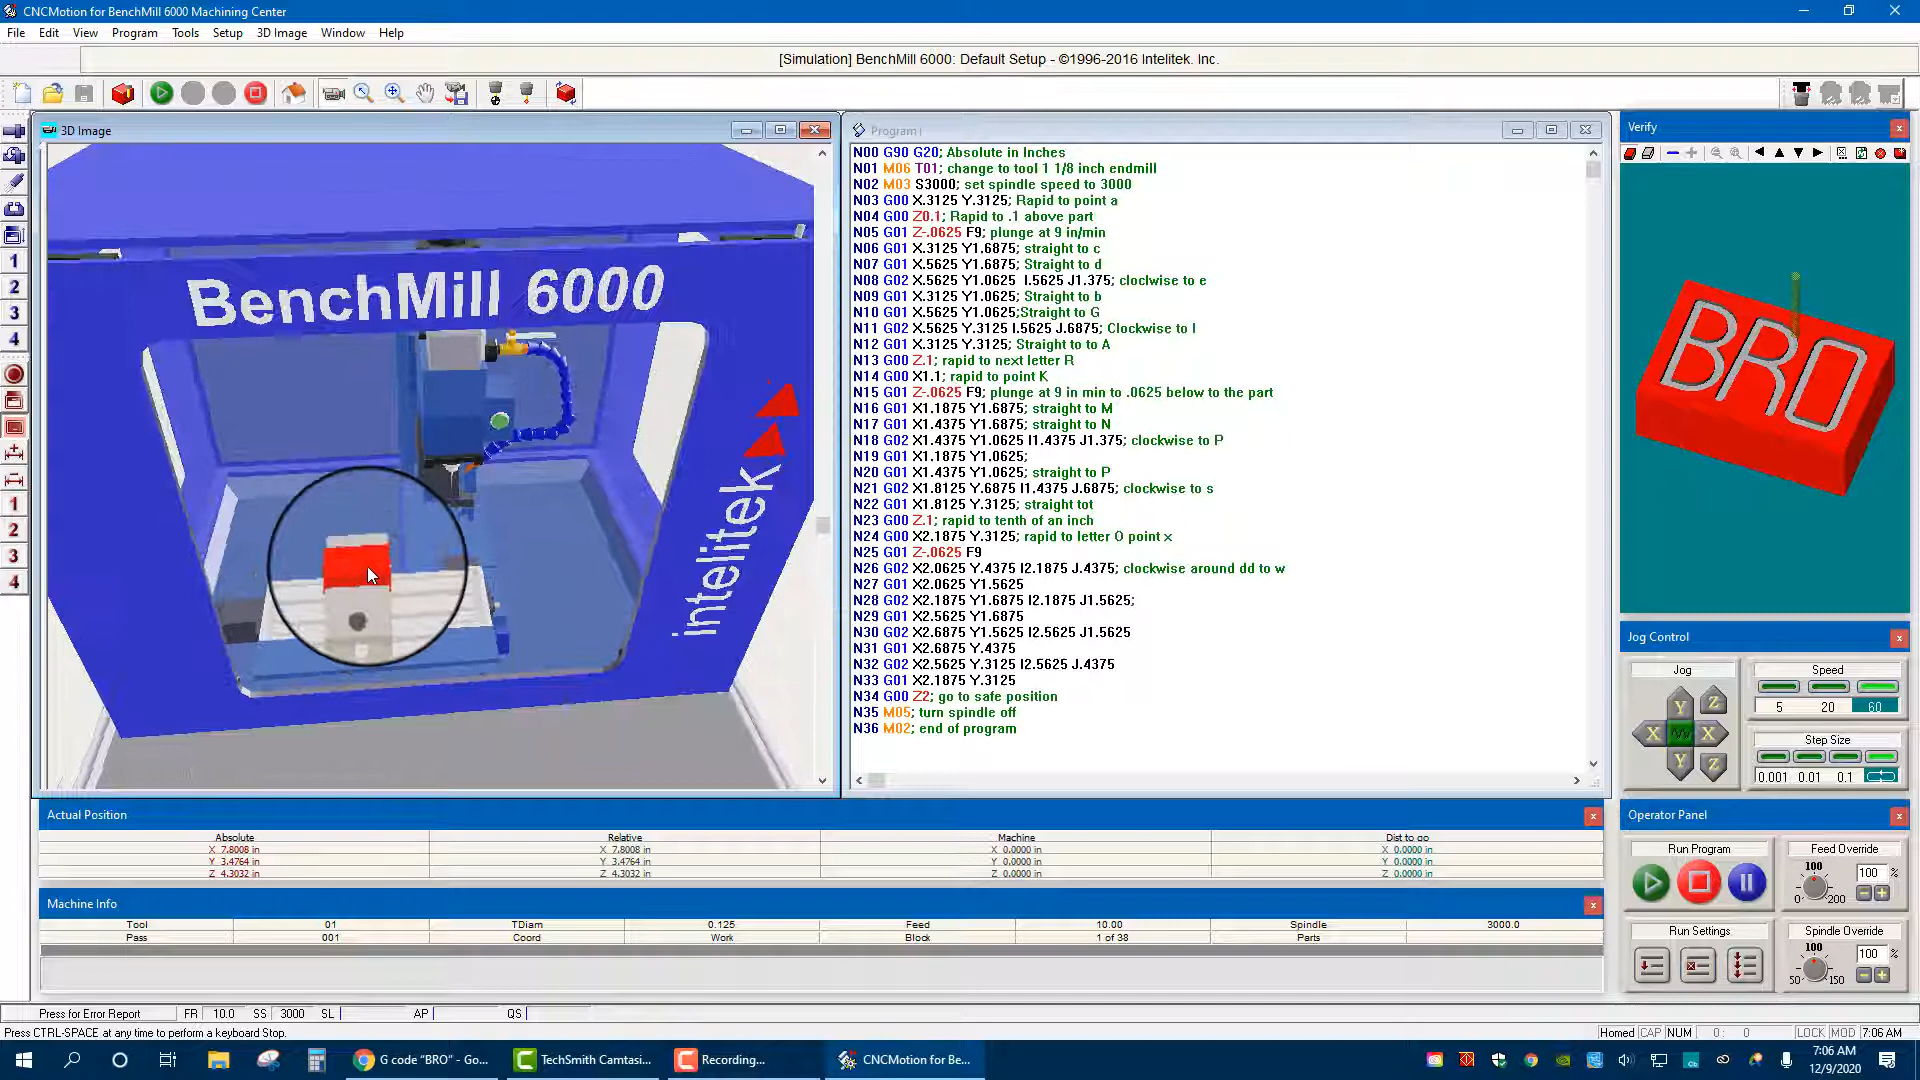 CNCMotion for BenchMill 6000 Machining Center
File Edit View Program Tools Setup 3D Image Window Help
[Simulation] BenchMill 6000: Default Setup - ©1996-2016 Intelitek. Inc.
3D Image
BenchMill 6000
intelitek
1
2
3
4
1
2
3
4
Program
N00 G90 G20; Absolute in Inches
N01 M06 T01; change to tool 1 1/8 inch endmill
N02 M03 S3000; set spindle speed to 3000
N03 G00 X.3125 Y.3125; Rapid to point a
N04 G00 Z0.1; Rapid to .1 above part
N05 G01 Z-.0625 F9; plunge at 9 in/min
N06 G01 X.3125 Y1.6875; straight to c
N07 G01 X.5625 Y1.6875; Straight to d
N08 G02 X.5625 Y1.0625 I.5625 J1.375; cloclwise to e
N09 G01 X.3125 Y1.0625; Straight to b
N10 G01 X.5625 Y1.0625;Straight to G
N11 G02 X.5625 Y.3125 I.5625 J.6875; Clockwise to I
N12 G01 X.3125 Y.3125; Straight to to A
N13 G00 Z.1; rapid to next letter R
N14 G00 X1.1; rapid to point K
N15 G01 Z-.0625 F9; plunge at 9 in min to .0625 below to the part
N16 G01 X1.1875 Y1.6875; straight to M
N17 G01 X1.4375 Y1.6875; straight to N
N18 G02 X1.4375 Y1.0625 I1.4375 J1.375; clockwise to P
N19 G01 X1.1875 Y1.0625;
N20 G01 X1.4375 Y1.0625; straight to P
N21 G02 X1.8125 Y.6875 I1.4375 J.6875; clockwise to s
N22 G01 X1.8125 Y.3125; straight tot
N23 G00 Z.1; rapid to tenth of an inch
N24 G00 X2.1875 Y.3125; rapid to letter O point x
N25 G01 Z-.0625 F9
N26 G02 X2.0625 Y.4375 I2.1875 J.4375; clockwise around dd to w
N27 G01 X2.0625 Y1.5625
N28 G02 X2.1875 Y1.6875 I2.1875 J1.5625;
N29 G01 X2.5625 Y1.6875
N30 G02 X2.6875 Y1.5625 I2.5625 J1.5625
N31 G01 X2.6875 Y.4375
N32 G02 X2.5625 Y.3125 I2.5625 J.4375
N33 G01 X2.1875 Y.3125
N34 G00 Z2; go to safe position
N35 M05; turn spindle off
N36 M02; end of program
Verify
BRO
Jog Control
Jog
Y Z
X X
Y Z
Speed
5 20 60
Step Size
0.001 0.01 0.1
Actual Position
Absolute Relative Machine Dist to go
X 7.8008 in X 7.8008 in X 0.0000 in X 0.0000 in
Y 3.4764 in Y 3.4764 in Y 0.0000 in Y 0.0000 in
Z 4.3032 in Z 4.3032 in Z 0.0000 in Z 0.0000 in
Operator Panel
Run Program
Feed Override
100
0 200
100 %
Run Settings
Spindle Override
100
50 150
100 %
Machine Info
Tool 01 TDiam 0.125 Feed 10.00 Spindle 3000.0
Pass 001 Coord Work Block 1 of 38 Parts
Press for Error Report FR 10.0 SS 3000 SL AP QS
Press CTRL-SPACE at any time to perform a keyboard Stop.
Homed CAP NUM 0: 0 LOCK MOD 7:06 AM
G code "BRO" - Go...
TechSmith Camtasi...
Recording...
CNCMotion for Be...
7:06 AM
12/9/2020